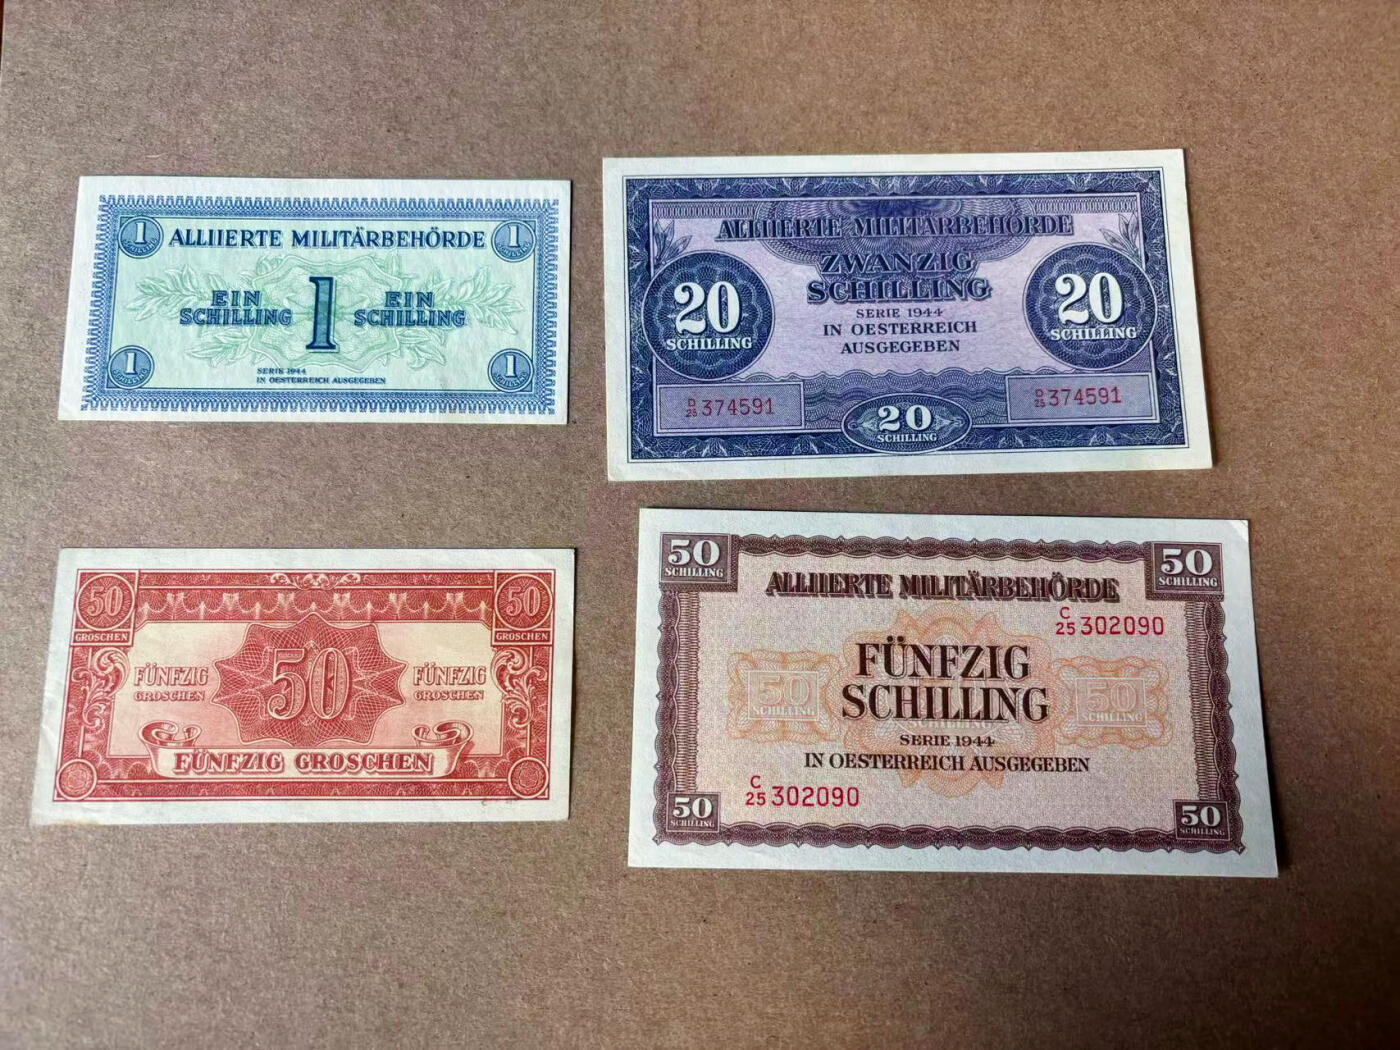 1 ALLIIERTE MILITÄRBEHÖRDE 1
EIN 1 EIN
SCHILLING SCHILLING
SERIE 1944
IN OESTERREICH AUSGEGEBEN
1 1
ALLIIERTE MILITÄRBEHÖRDE
ZWANZIG
SCHILLING
SERIE 1944
IN OESTERREICH
AUSGEGEBEN
20 20
SCHILLING SCHILLING
D/25 374591 D/25 374591
20
SCHILLING
50 50
GROSCHEN GROSCHEN
FÜNFZIG 50 FÜNFZIG
GROSCHEN GROSCHEN
FÜNFZIG GROSCHEN
50 50
SCHILLING SCHILLING
ALLIIERTE MILITÄRBEHÖRDE
C/25 302090
FÜNFZIG
50 SCHILLING 50
SCHILLING SCHILLING
SERIE 1944
IN OESTERREICH AUSGEGEBEN
C/25 302090
50 50
SCHILLING SCHILLING